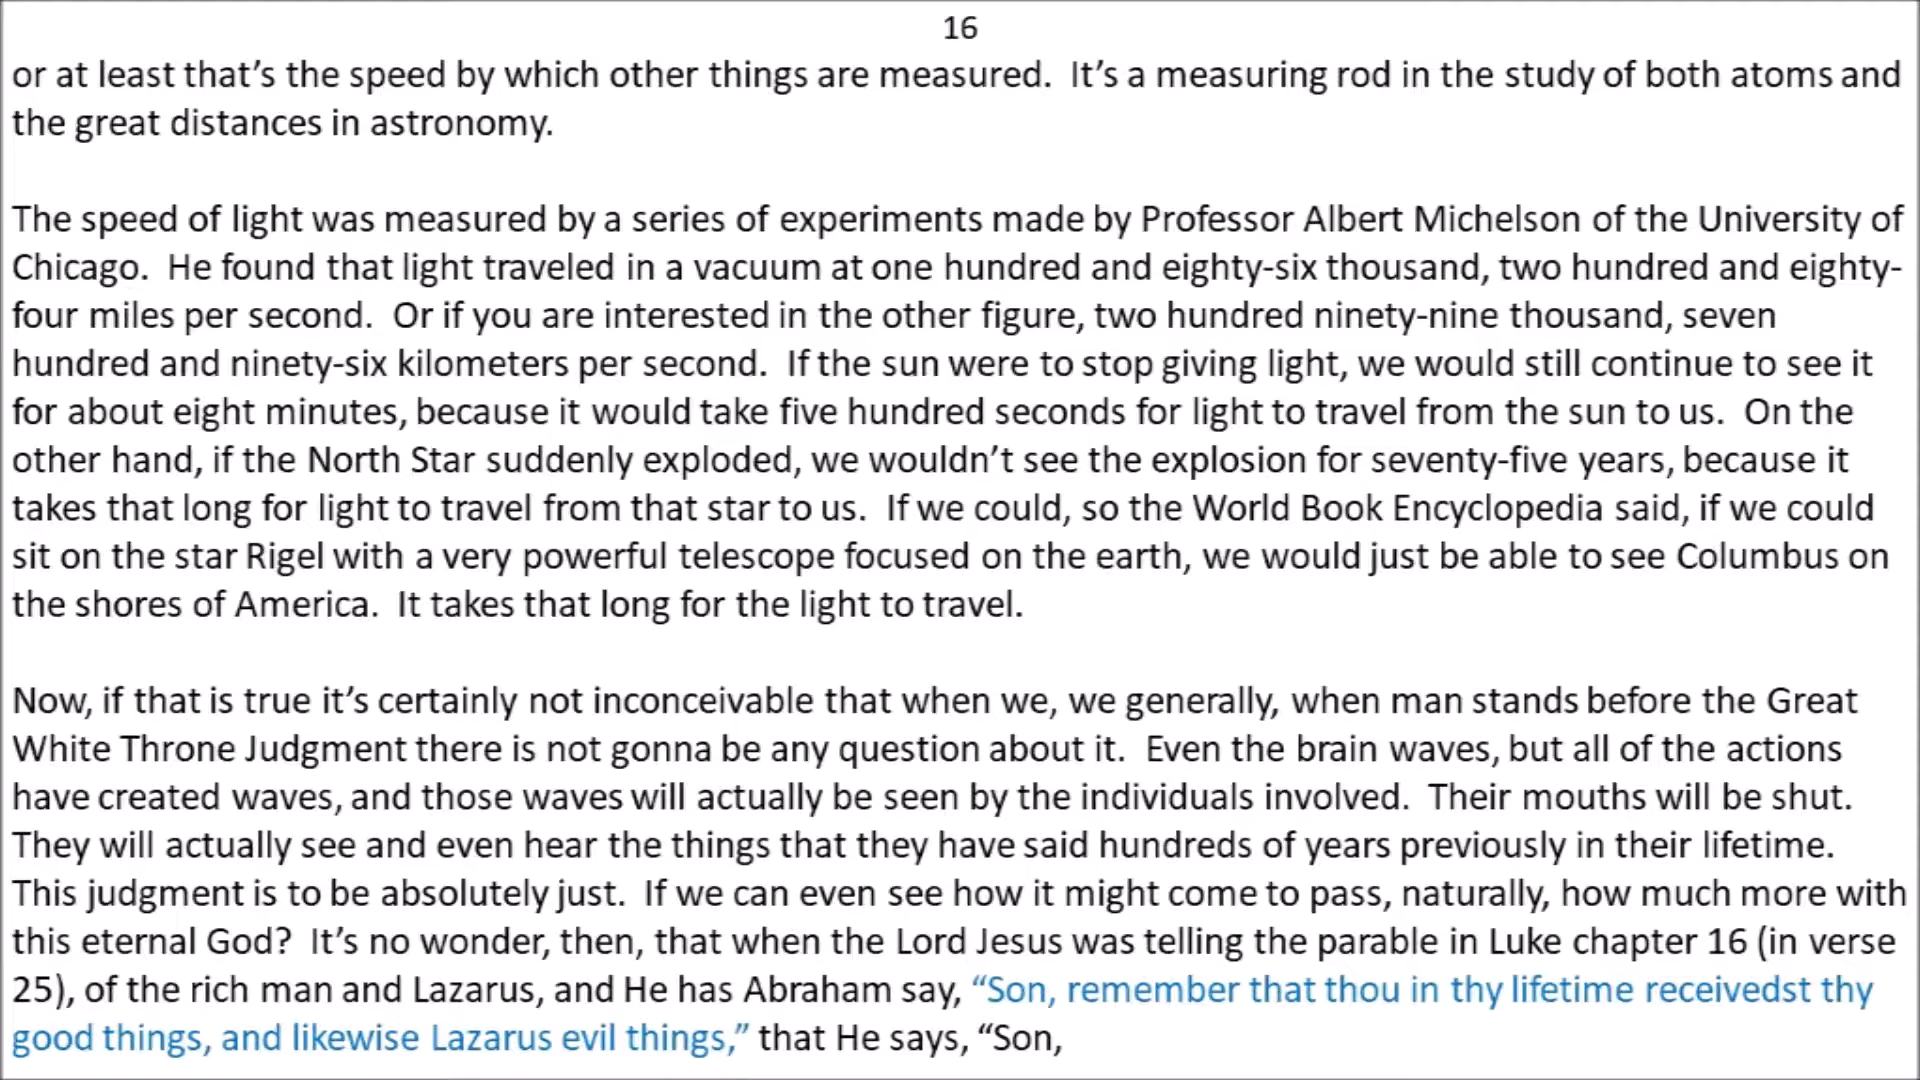 16
or at least that’s the speed by which other things are measured.  It’s a measuring rod in the study of both atoms and
the great distances in astronomy.
The speed of light was measured by a series of experiments made by Professor Albert Michelson of the University of
Chicago.  He found that light traveled in a vacuum at one hundred and eighty-six thousand, two hundred and eighty-
four miles per second.  Or if you are interested in the other figure, two hundred ninety-nine thousand, seven
hundred and ninety-six kilometers per second.  If the sun were to stop giving light, we would still continue to see it
for about eight minutes, because it would take five hundred seconds for light to travel from the sun to us.  On the
other hand, if the North Star suddenly exploded, we wouldn’t see the explosion for seventy-five years, because it
takes that long for light to travel from that star to us.  If we could, so the World Book Encyclopedia said, if we could
sit on the star Rigel with a very powerful telescope focused on the earth, we would just be able to see Columbus on
the shores of America.  It takes that long for the light to travel.
Now, if that is true it’s certainly not inconceivable that when we, we generally, when man stands before the Great
White Throne Judgment there is not gonna be any question about it.  Even the brain waves, but all of the actions
have created waves, and those waves will actually be seen by the individuals involved.  Their mouths will be shut.
They will actually see and even hear the things that they have said hundreds of years previously in their lifetime.
This judgment is to be absolutely just.  If we can even see how it might come to pass, naturally, how much more with
this eternal God?  It’s no wonder, then, that when the Lord Jesus was telling the parable in Luke chapter 16 (in verse
25), of the rich man and Lazarus, and He has Abraham say, “Son, remember that thou in thy lifetime receivedst thy
good things, and likewise Lazarus evil things,” that He says, “Son,